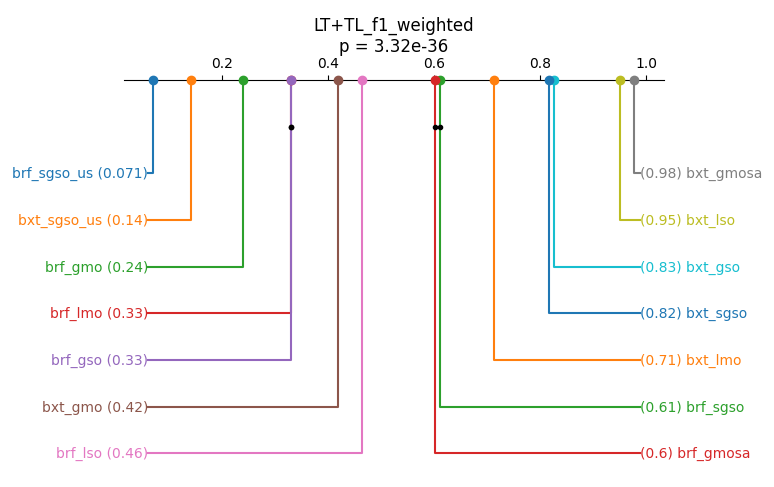 LT+TL_f1_weighted
p = 3.32e-36
0.2 0.4 0.6 0.8 1.0
brf_sgso_us (0.071) (0.98) bxt_gmosa
bxt_sgso_us (0.14) (0.95) bxt_lso
brf_gmo (0.24) (0.83) bxt_gso
brf_lmo (0.33) (0.82) bxt_sgso
brf_gso (0.33) (0.71) bxt_lmo
bxt_gmo (0.42) (0.61) brf_sgso
brf_lso (0.46) (0.6) brf_gmosa